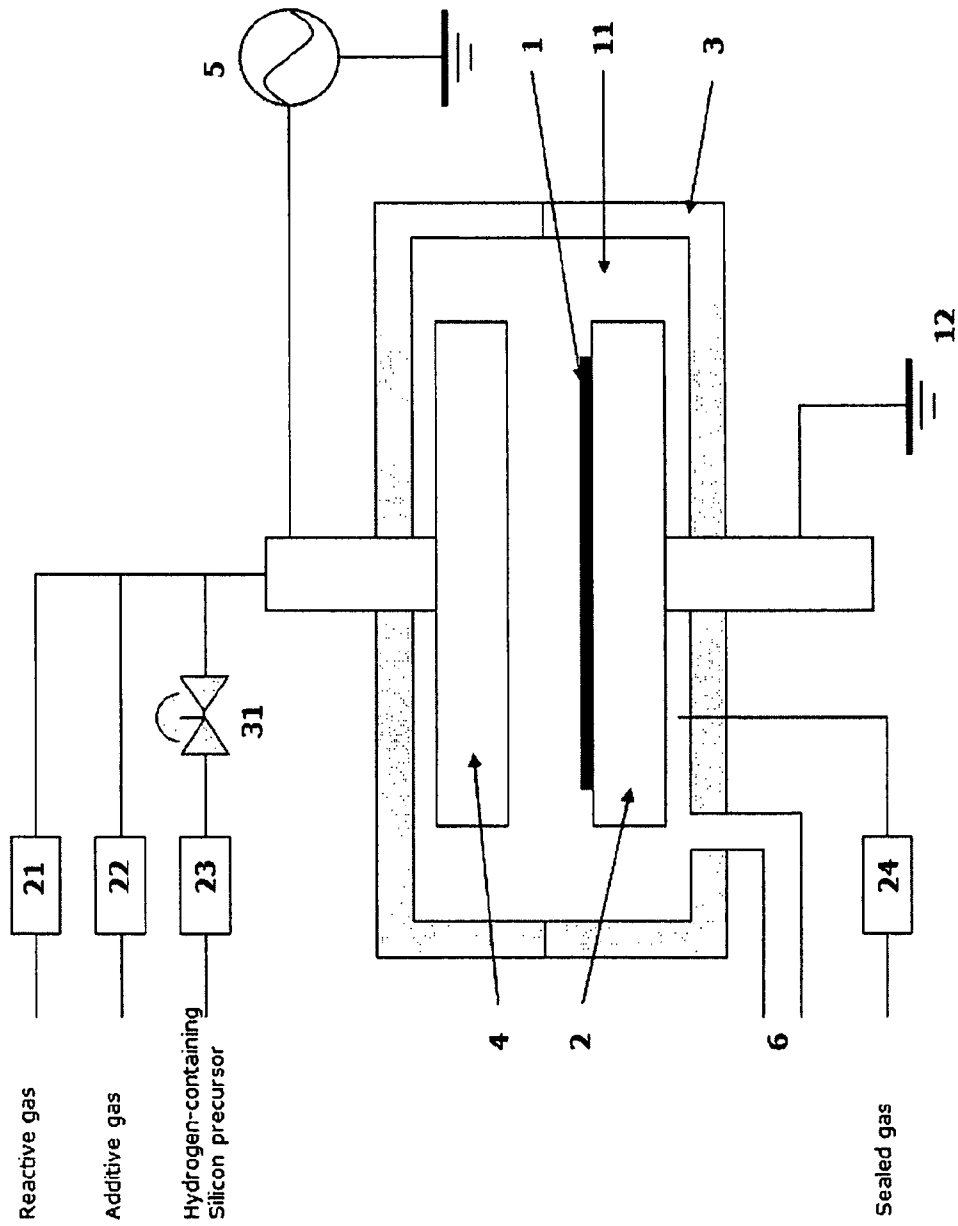 Reactive gas
21
Additive gas
22
Hydrogen-containing
Silicon precursor
23
31
5
1
11
3
4
2
6
12
Sealed gas
24